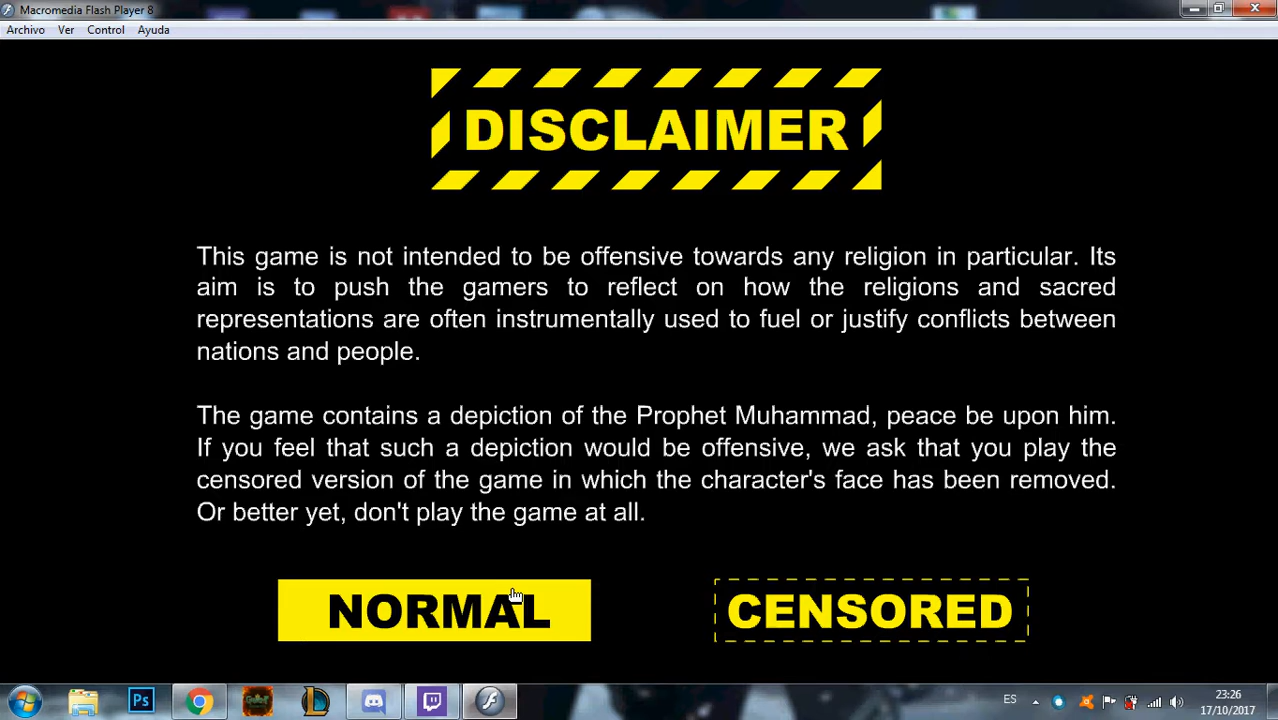 Macromedia Flash Player 8
Archivo Ver Control Ayuda
DISCLAIMER
This game is not intended to be offensive towards any religion in particular. Its
aim is to push the gamers to reflect on how the religions and sacred
representations are often instrumentally used to fuel or justify conflicts between
nations and people.
The game contains a depiction of the Prophet Muhammad, peace be upon him.
If you feel that such a depiction would be offensive, we ask that you play the
censored version of the game in which the character's face has been removed.
Or better yet, don't play the game at all.
NORMAL
CENSORED
Ps
ES
23:26
17/10/2017